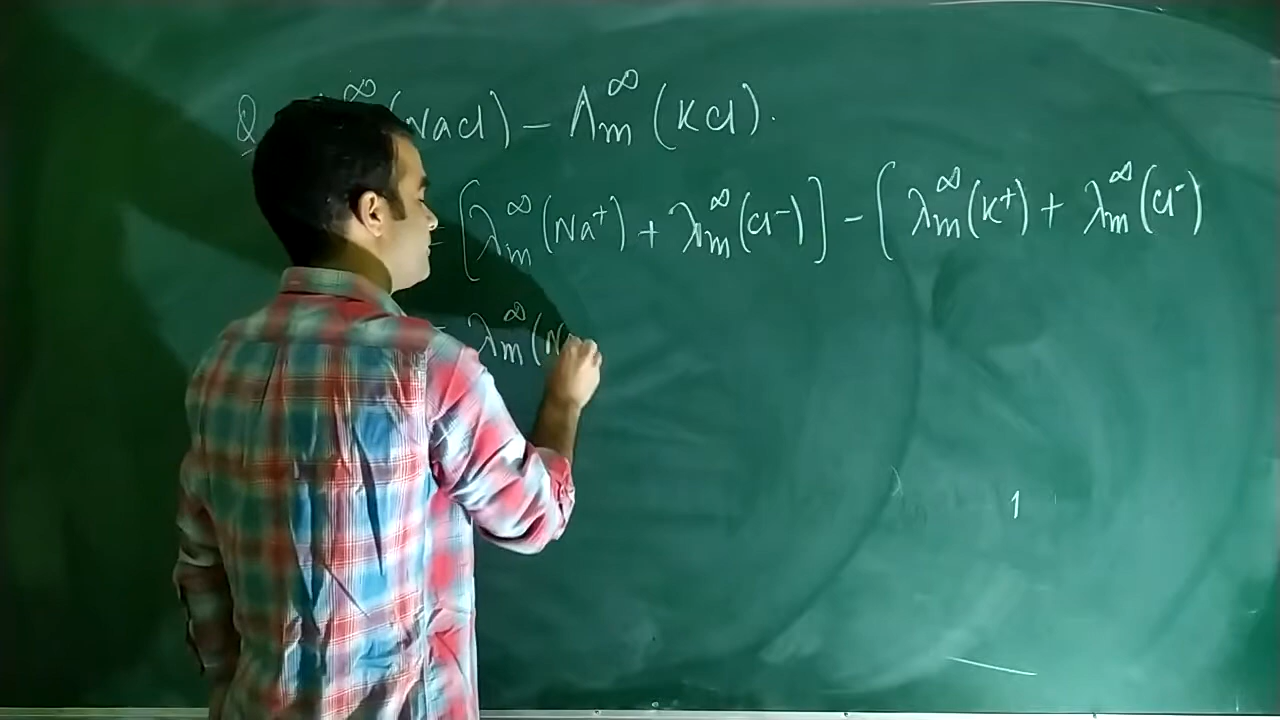 Q ∞ (NaCl) – Λm∞ (KCl).
= [λm∞ (Na⁺) + λm∞ (Cl⁻)] – [λm∞ (K⁺) + λm∞ (Cl⁻)
= λm∞ (N
1